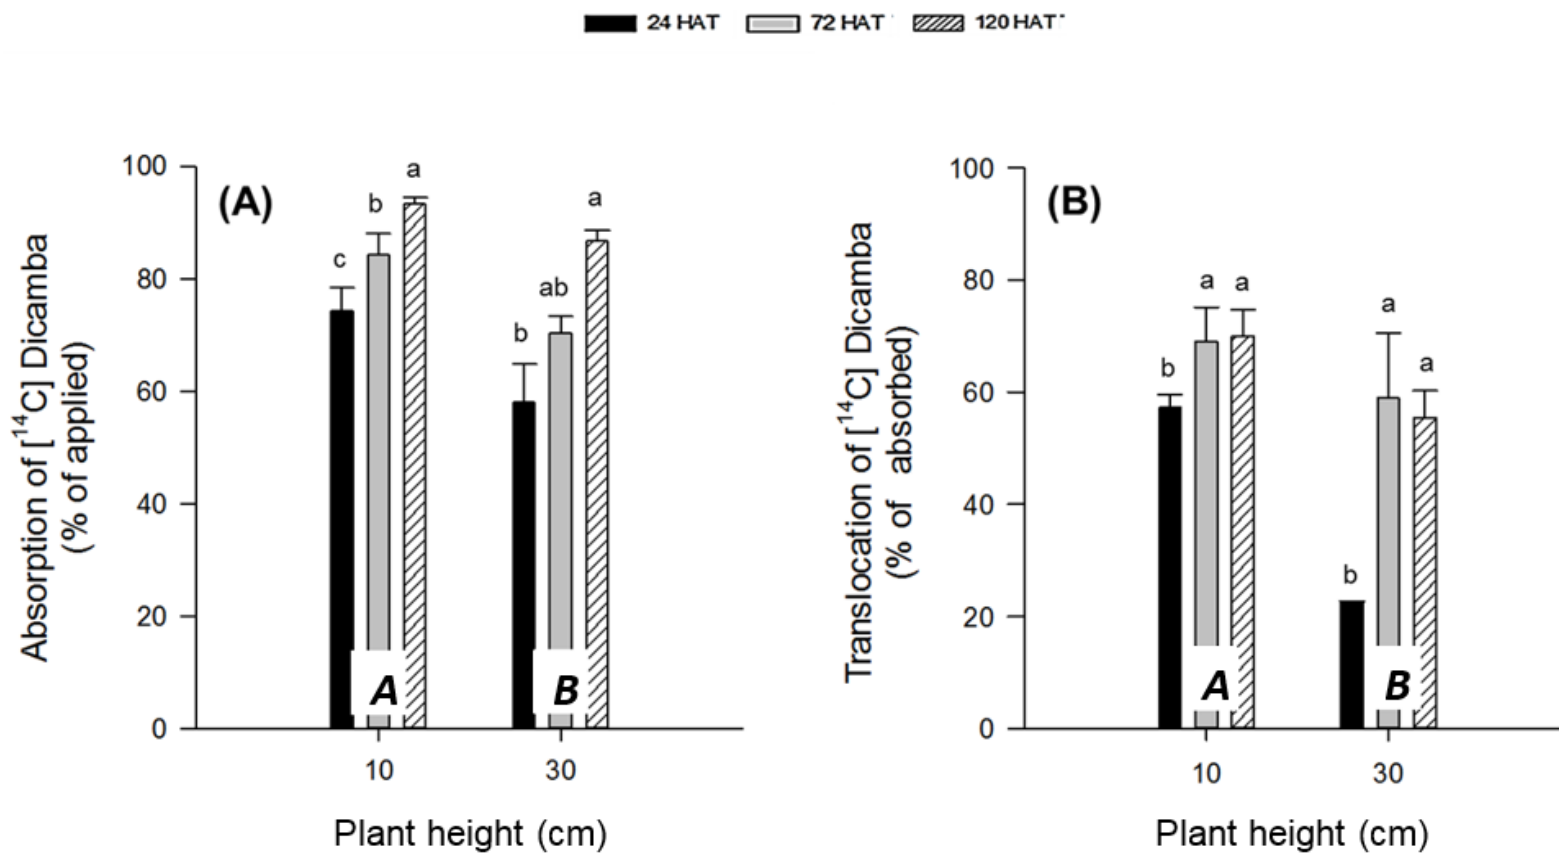 24 HAT 72 HAT 120 HAT
(A)
Absorption of [¹⁴C] Dicamba
(% of applied)
100
80
60
40
20
0
c
b
a
b
ab
a
A
B
10
30
Plant height (cm)
(B)
Translocation of [¹⁴C] Dicamba
(% of absorbed)
100
80
60
40
20
0
b
a
a
b
a
a
A
B
10
30
Plant height (cm)